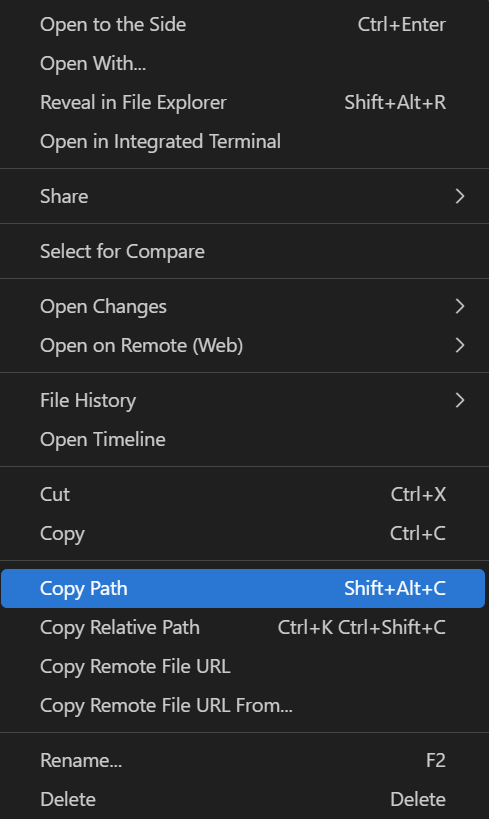 Open to the Side Ctrl+Enter
Open With...
Reveal in File Explorer Shift+Alt+R
Open in Integrated Terminal
Share
Select for Compare
Open Changes
Open on Remote (Web)
File History
Open Timeline
Cut Ctrl+X
Copy Ctrl+C
Copy Path Shift+Alt+C
Copy Relative Path Ctrl+K Ctrl+Shift+C
Copy Remote File URL
Copy Remote File URL From...
Rename... F2
Delete Delete